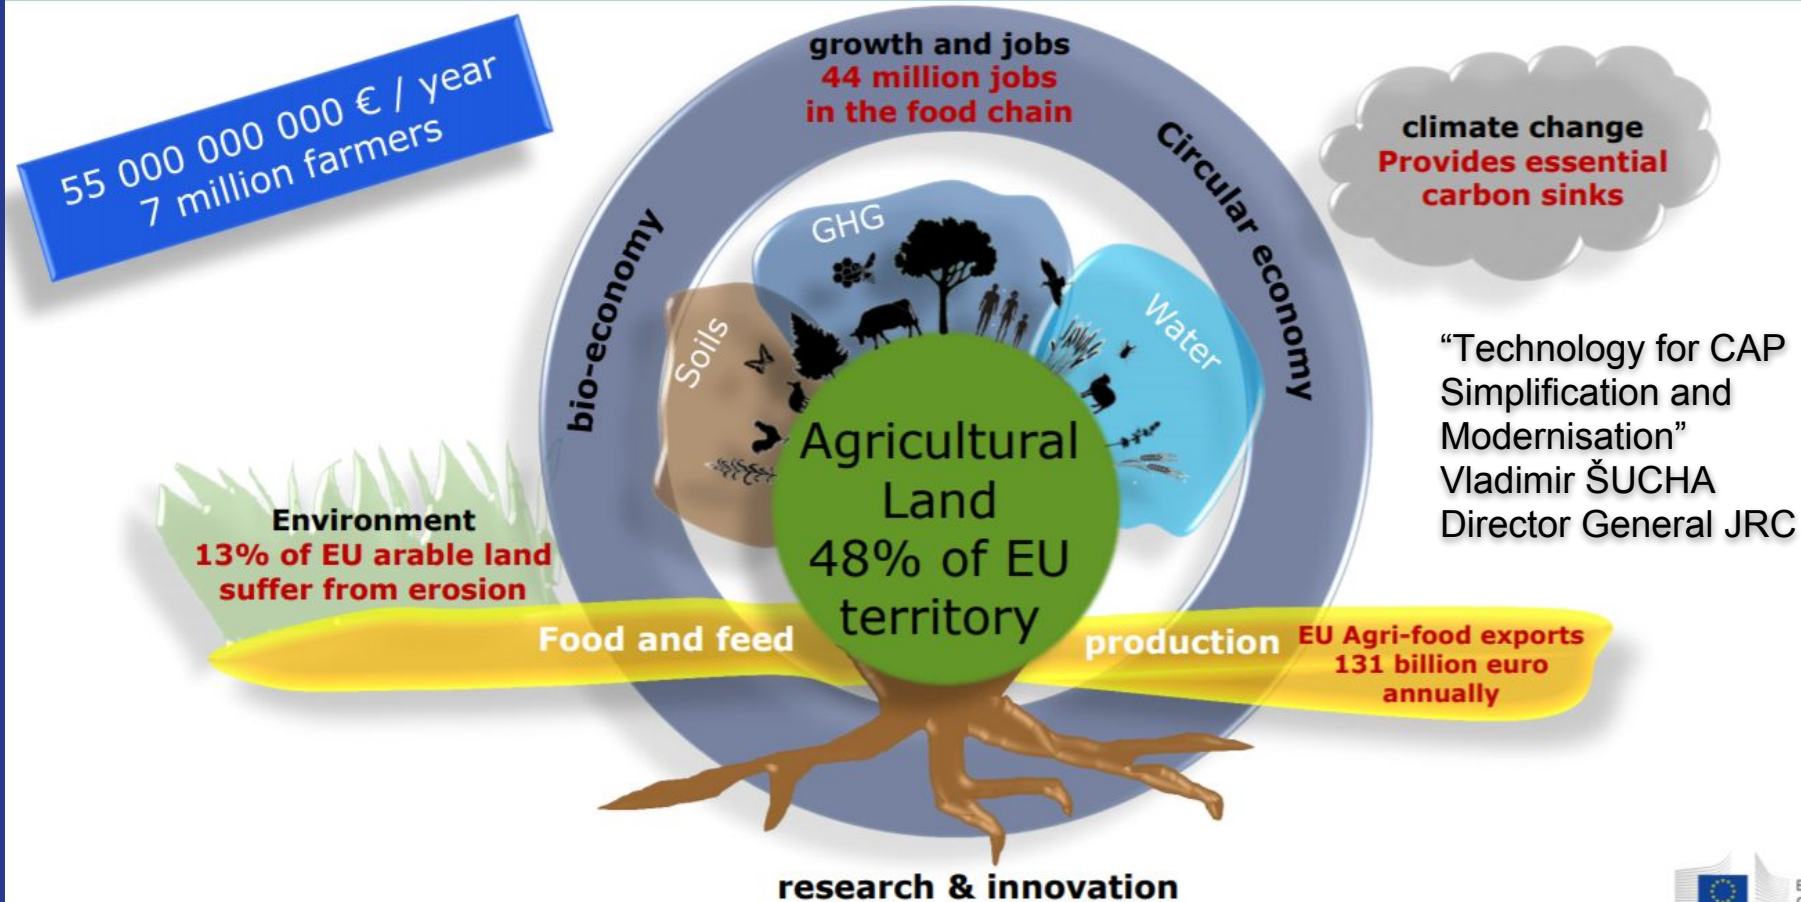 55 000 000 000 € / year
7 million farmers
growth and jobs
44 million jobs
in the food chain
climate change
Provides essential
carbon sinks
bio-economy
Circular economy
GHG
Soils
Water
Agricultural
Land
48% of EU
territory
"Technology for CAP
Simplification and
Modernisation"
Vladimir ŠUCHA
Director General JRC
Environment
13% of EU arable land
suffer from erosion
Food and feed
production
EU Agri-food exports
131 billion euro
annually
research & innovation